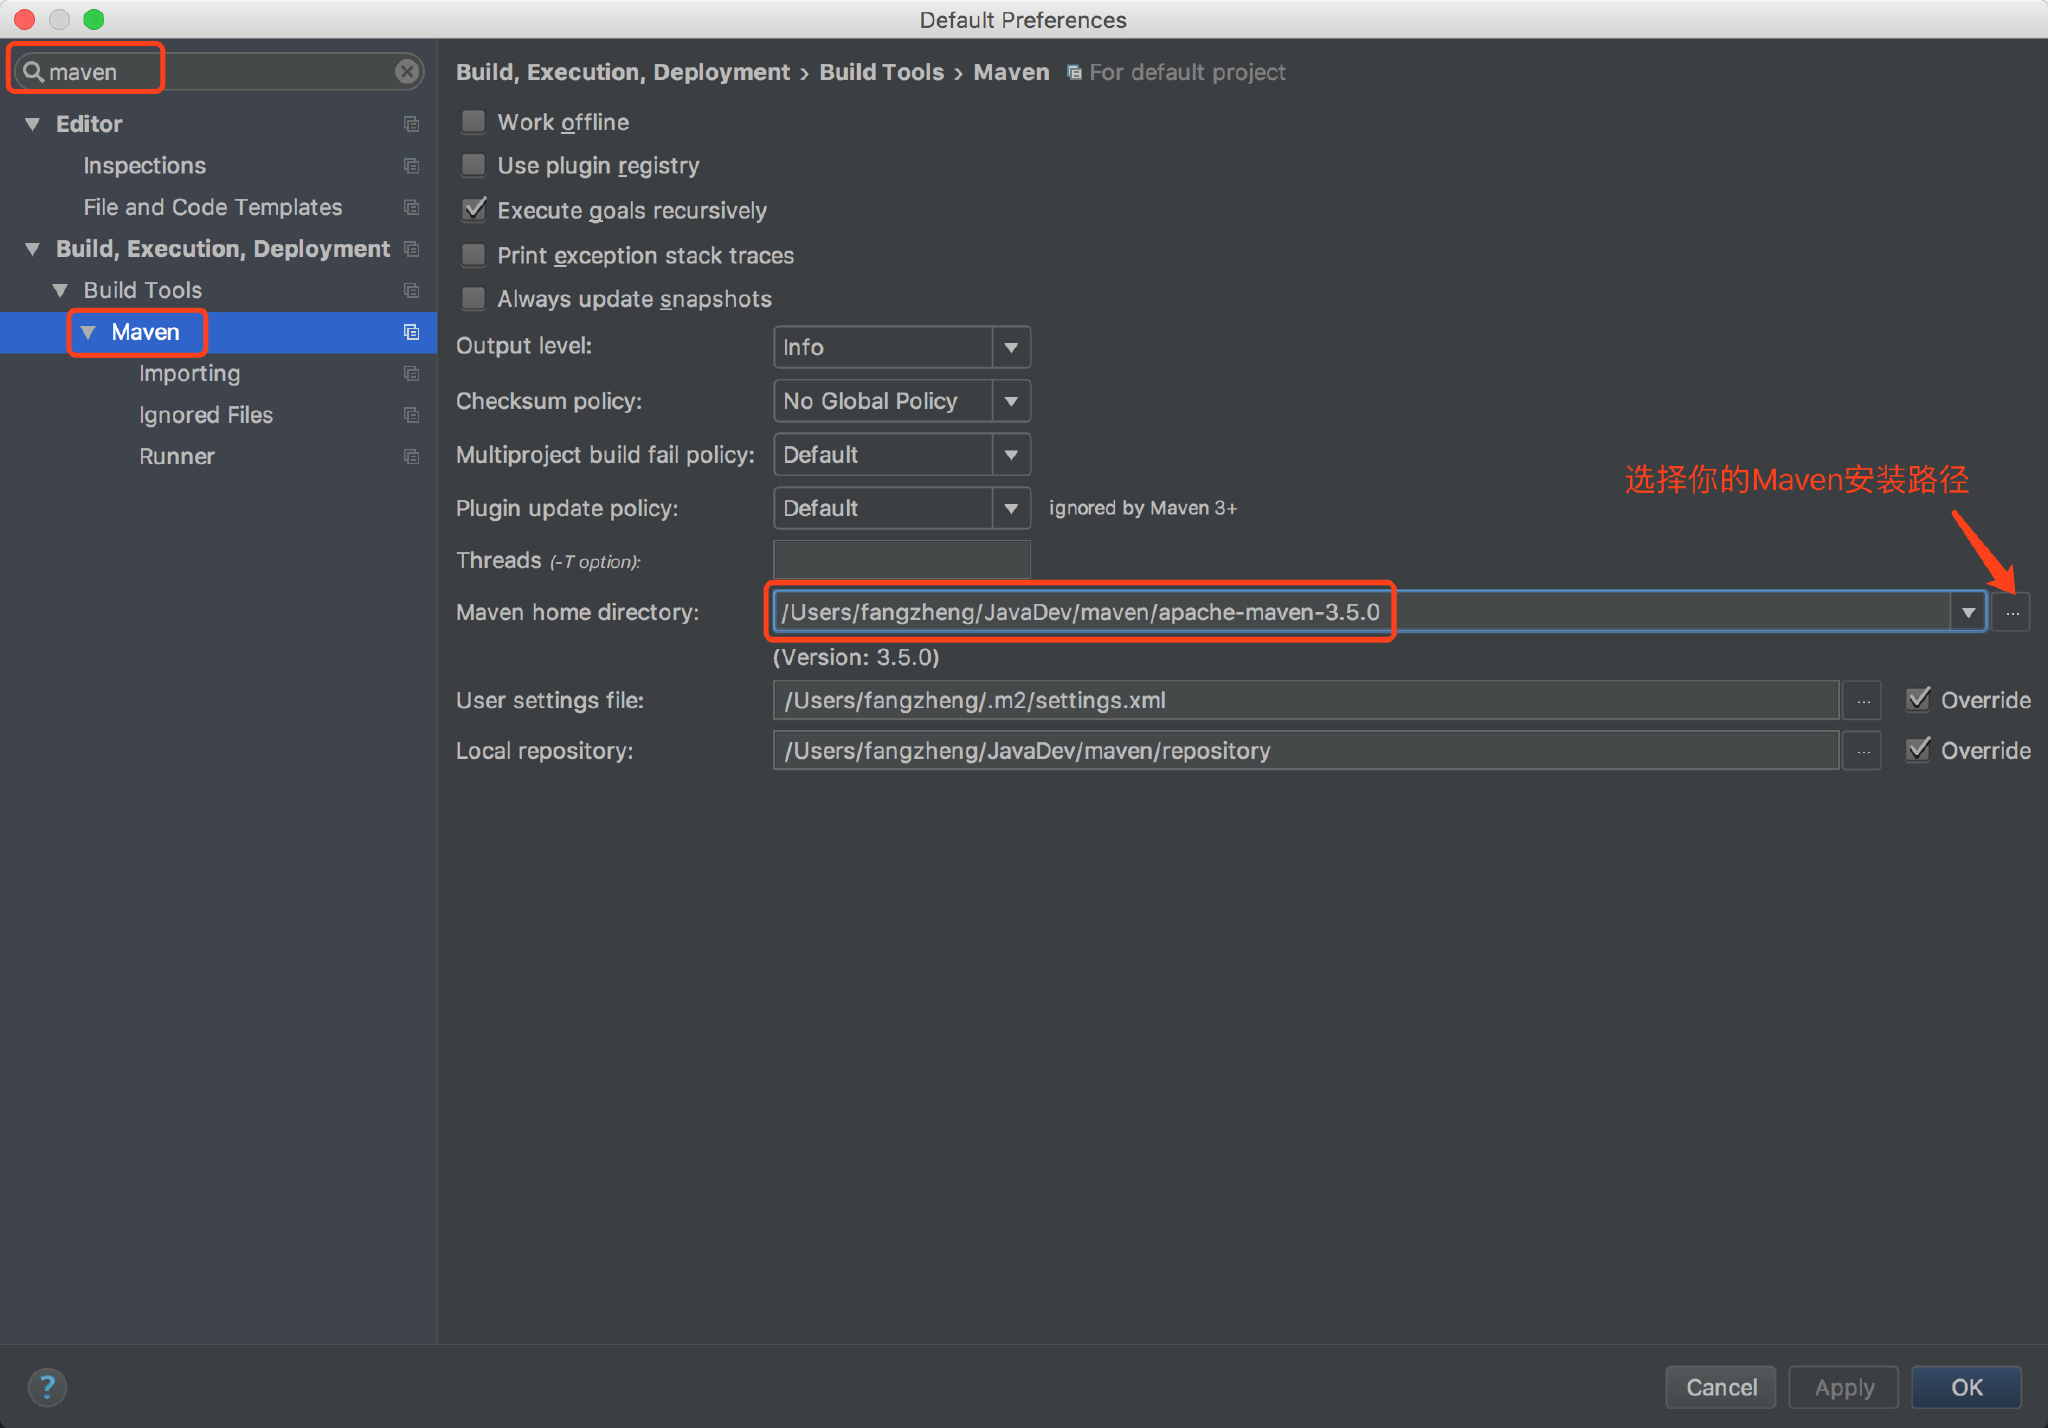 Default Preferences
maven
Editor
Inspections
File and Code Templates
Build, Execution, Deployment
Build Tools
Maven
Importing
Ignored Files
Runner
Build, Execution, Deployment › Build Tools › Maven For default project
Work offline
Use plugin registry
Execute goals recursively
Print exception stack traces
Always update snapshots
Output level: Info
Checksum policy: No Global Policy
Multiproject build fail policy: Default
Plugin update policy: Default ignored by Maven 3+
选择你的Maven安装路径
Threads (-T option):
Maven home directory: /Users/fangzheng/JavaDev/maven/apache-maven-3.5.0 ...
(Version: 3.5.0)
User settings file: /Users/fangzheng/.m2/settings.xml ... Override
Local repository: /Users/fangzheng/JavaDev/maven/repository ... Override
? Cancel Apply OK